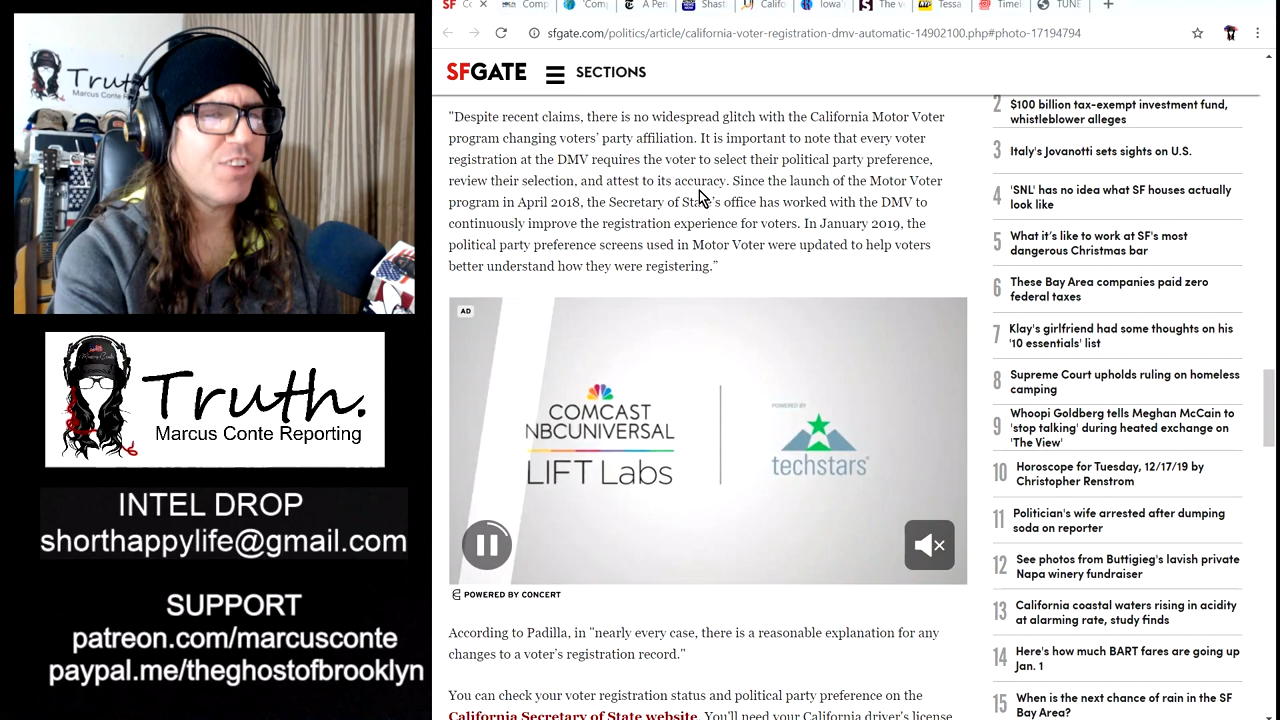 Truth.
Marcus Conte Reporting
INTEL DROP
shorthappylife@gmail.com
SUPPORT
patreon.com/marcusconte
paypal.me/theghostofbrooklyn
SF
Comp
'Comp
A Pen
Shast
Califo
Iowa'
The v
Tessa
Timel
TUNE
sfgate.com/politics/article/california-voter-registration-dmv-automatic-14902100.php#photo-17194794
SFGATE
SECTIONS
"Despite recent claims, there is no widespread glitch with the California Motor Voter
program changing voters' party affiliation. It is important to note that every voter
registration at the DMV requires the voter to select their political party preference,
review their selection, and attest to its accuracy. Since the launch of the Motor Voter
program in April 2018, the Secretary of State's office has worked with the DMV to
continuously improve the registration experience for voters. In January 2019, the
political party preference screens used in Motor Voter were updated to help voters
better understand how they were registering.”
AD
COMCAST
NBCUNIVERSAL
LIFT Labs
POWERED BY
techstars
POWERED BY CONCERT
According to Padilla, in "nearly every case, there is a reasonable explanation for any
changes to a voter's registration record."
You can check your voter registration status and political party preference on the
California Secretary of State website. You'll need your California driver's license
2 $100 billion tax-exempt investment fund,
whistleblower alleges
3 Italy's Jovanotti sets sights on U.S.
4 'SNL' has no idea what SF houses actually
look like
5 What it's like to work at SF's most
dangerous Christmas bar
6 These Bay Area companies paid zero
federal taxes
7 Klay's girlfriend had some thoughts on his
'10 essentials' list
8 Supreme Court upholds ruling on homeless
camping
9 Whoopi Goldberg tells Meghan McCain to
'stop talking' during heated exchange on
'The View'
10 Horoscope for Tuesday, 12/17/19 by
Christopher Renstrom
11 Politician's wife arrested after dumping
soda on reporter
12 See photos from Buttigieg's lavish private
Napa winery fundraiser
13 California coastal waters rising in acidity
at alarming rate, study finds
14 Here's how much BART fares are going up
Jan. 1
15 When is the next chance of rain in the SF
Bay Area?